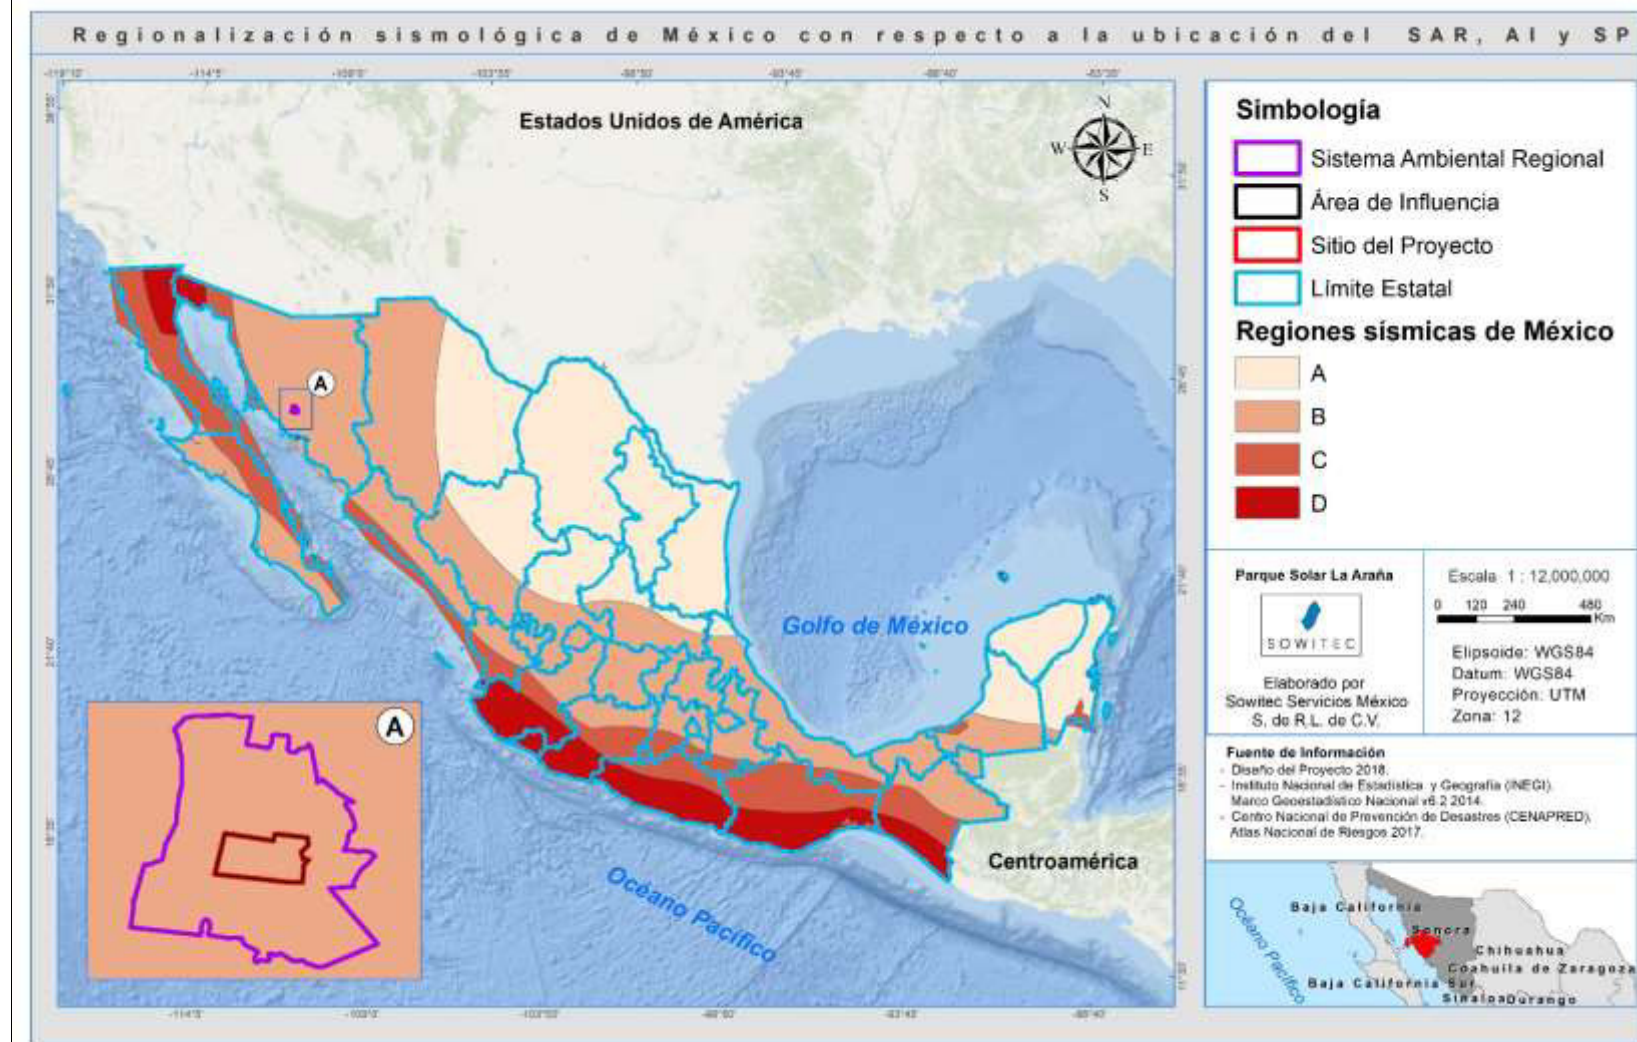 Regionalización sismológica de México con respecto a la ubicación del SAR, AI y SP
Estados Unidos de América
N
W
E
S
A
Golfo de México
Centroamérica
Océano Pacífico
A
Simbología
Sistema Ambiental Regional
Área de Influencia
Sitio del Proyecto
Límite Estatal
Regiones sísmicas de México
A
B
C
D
Parque Solar La Araña
SOWITEC
Elaborado por
Sowitec Servicios México
S. de R.L. de C.V.
Escala 1 : 12,000,000
0 120 240 480
Km
Elipsoide: WGS84
Datum: WGS84
Proyección: UTM
Zona: 12
Fuente de Información
- Diseño del Proyecto 2018.
- Instituto Nacional de Estadística y Geografía (INEGI).
Marco Geoestadístico Nacional v6.2 2014.
- Centro Nacional de Prevención de Desastres (CENAPRED).
Atlas Nacional de Riesgos 2017.
Baja California
Sonora
Chihuahua
Coahuila de Zaragoza
Baja California Sur
Sinaloa
Durango
Océano Pacífico